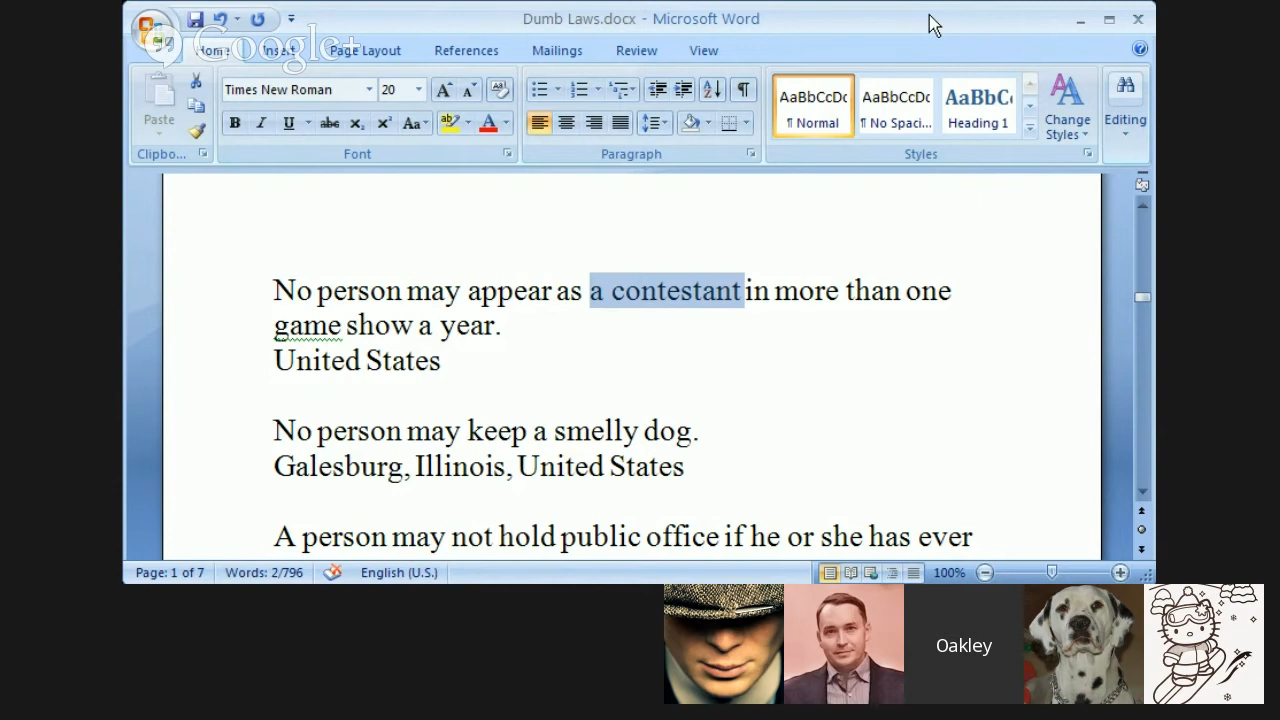 Dumb Laws.docx - Microsoft Word
Google+
Home Insert Page Layout References Mailings Review View
Paste
Times New Roman 20
AaBbCcDc AaBbCcDc AaBbC
¶ Normal ¶ No Spaci... Heading 1
Change Styles
Editing
Clipbo... Font Paragraph Styles
No person may appear as a contestant in more than one
game show a year.
United States
No person may keep a smelly dog.
Galesburg, Illinois, United States
A person may not hold public office if he or she has ever
Page: 1 of 7 Words: 2/796 English (U.S.) 100%
Oakley